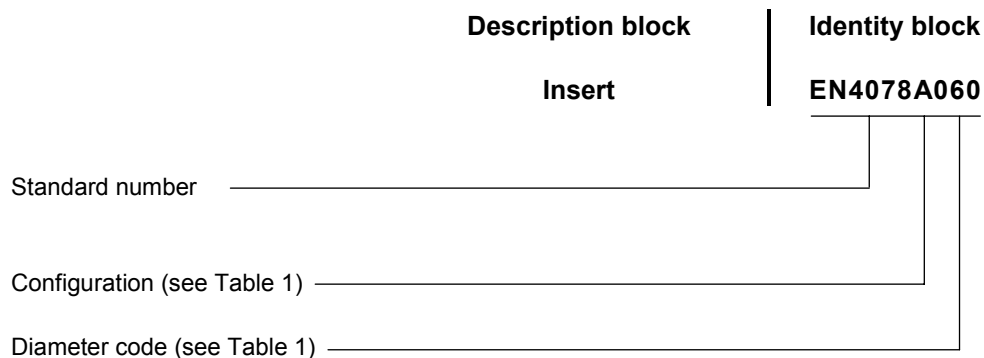 Description block Identity block
Insert EN4078A060
Standard number
Configuration (see Table 1)
Diameter code (see Table 1)